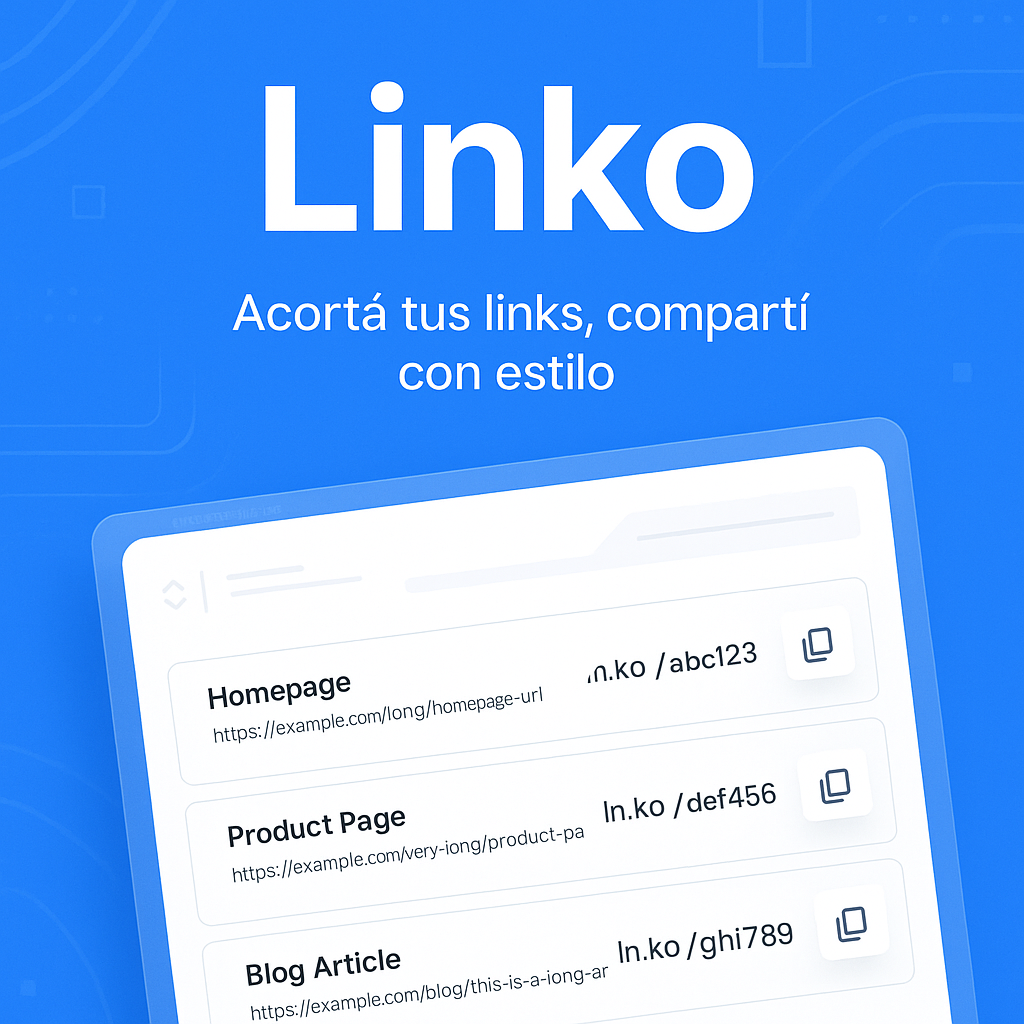 Linko
Acortá tus links, compartí
con estilo
Homepage
https://example.com/long/homepage-url
n.ko /abc123
Product Page
https://example.com/very-iong/product-pa
ln.ko /def456
Blog Article
https://example.com/blog/this-is-a-iong-ar
ln.ko /ghi789